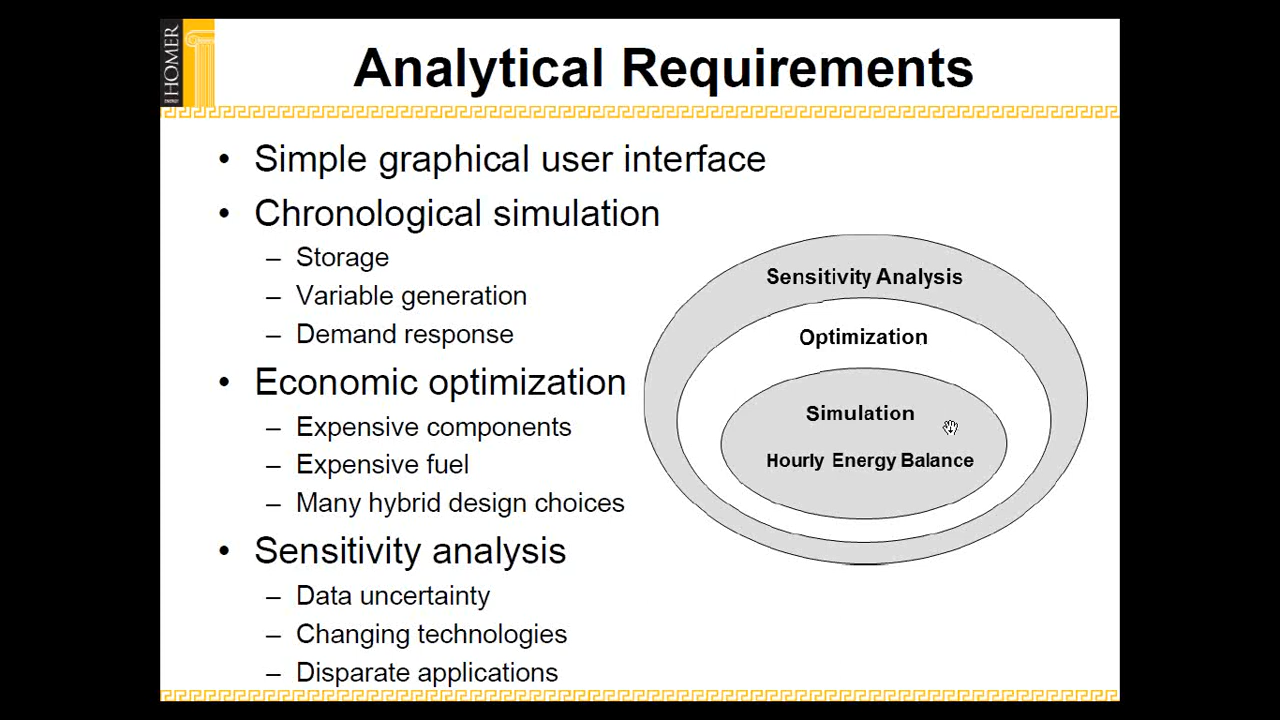 HOMER
ENERGY
Analytical Requirements
• Simple graphical user interface
• Chronological simulation
– Storage
– Variable generation
– Demand response
• Economic optimization
– Expensive components
– Expensive fuel
– Many hybrid design choices
• Sensitivity analysis
– Data uncertainty
– Changing technologies
– Disparate applications
Sensitivity Analysis
Optimization
Simulation
Hourly Energy Balance